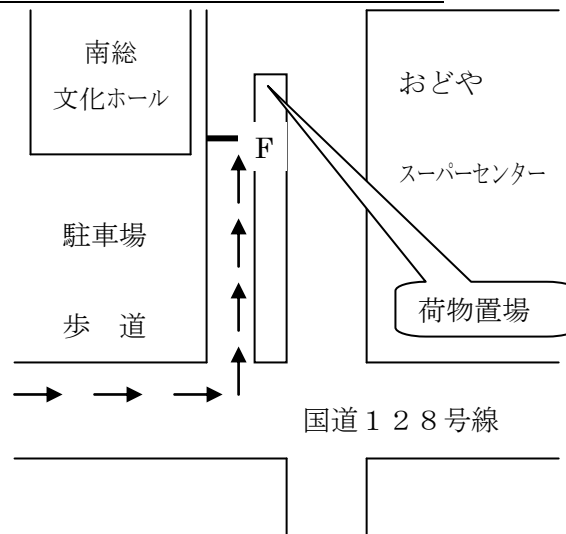 南総
文化ホール
おどや
F
スーパーセンター
駐車場
荷物置場
歩　道
国道１２８号線